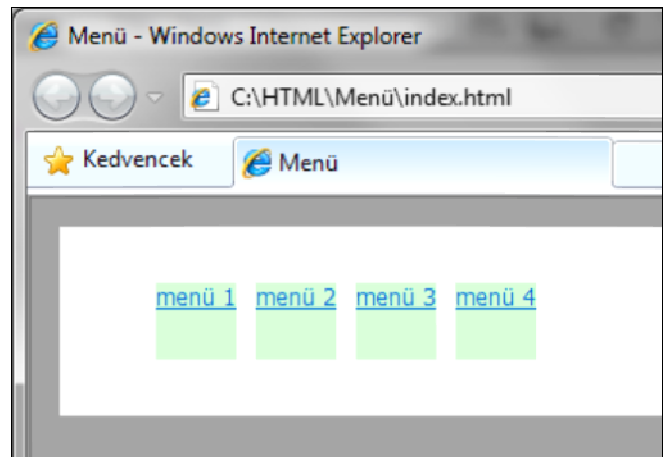 Menü - Windows Internet Explorer
C:\HTML\Menü\index.html
Kedvencek Menü
menü 1 menü 2 menü 3 menü 4